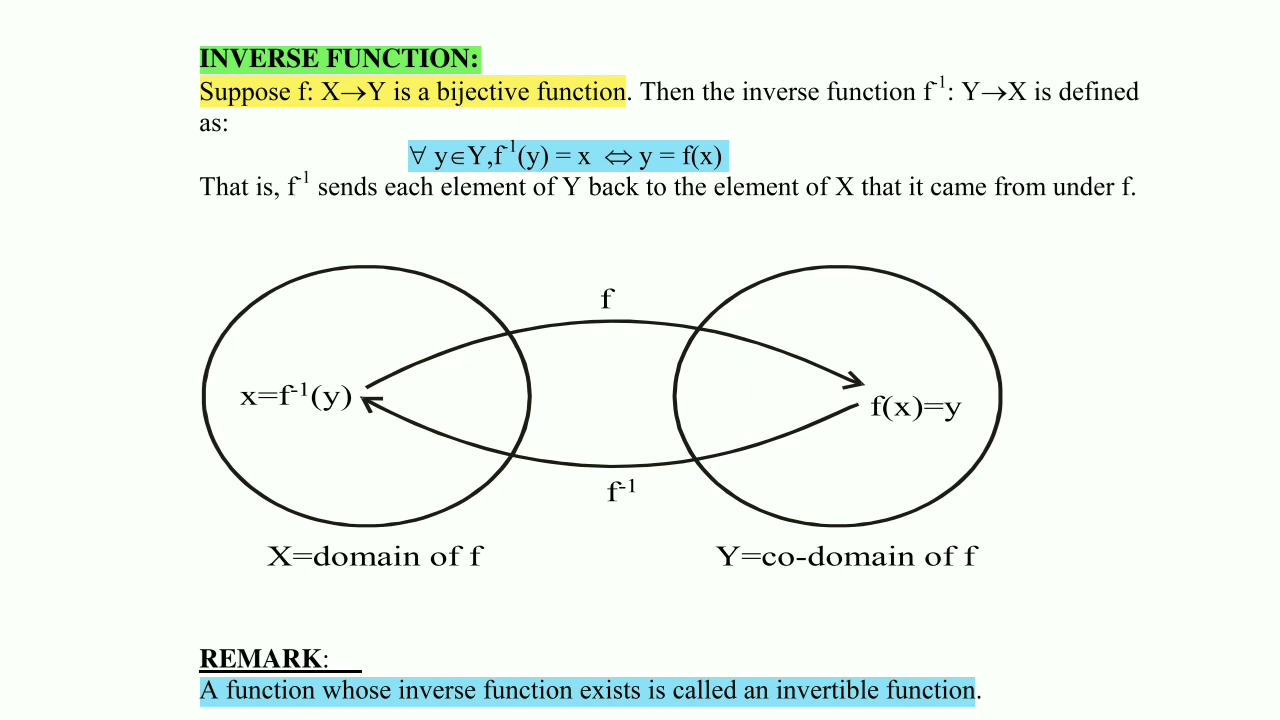 INVERSE FUNCTION:
Suppose f: X→Y is a bijective function. Then the inverse function f⁻¹: Y→X is defined
as:
∀ y∈Y,f⁻¹(y) = x ⇔ y = f(x)
That is, f⁻¹ sends each element of Y back to the element of X that it came from under f.
f
x=f⁻¹(y)
f(x)=y
f⁻¹
X=domain of f
Y=co-domain of f
REMARK:
A function whose inverse function exists is called an invertible function.